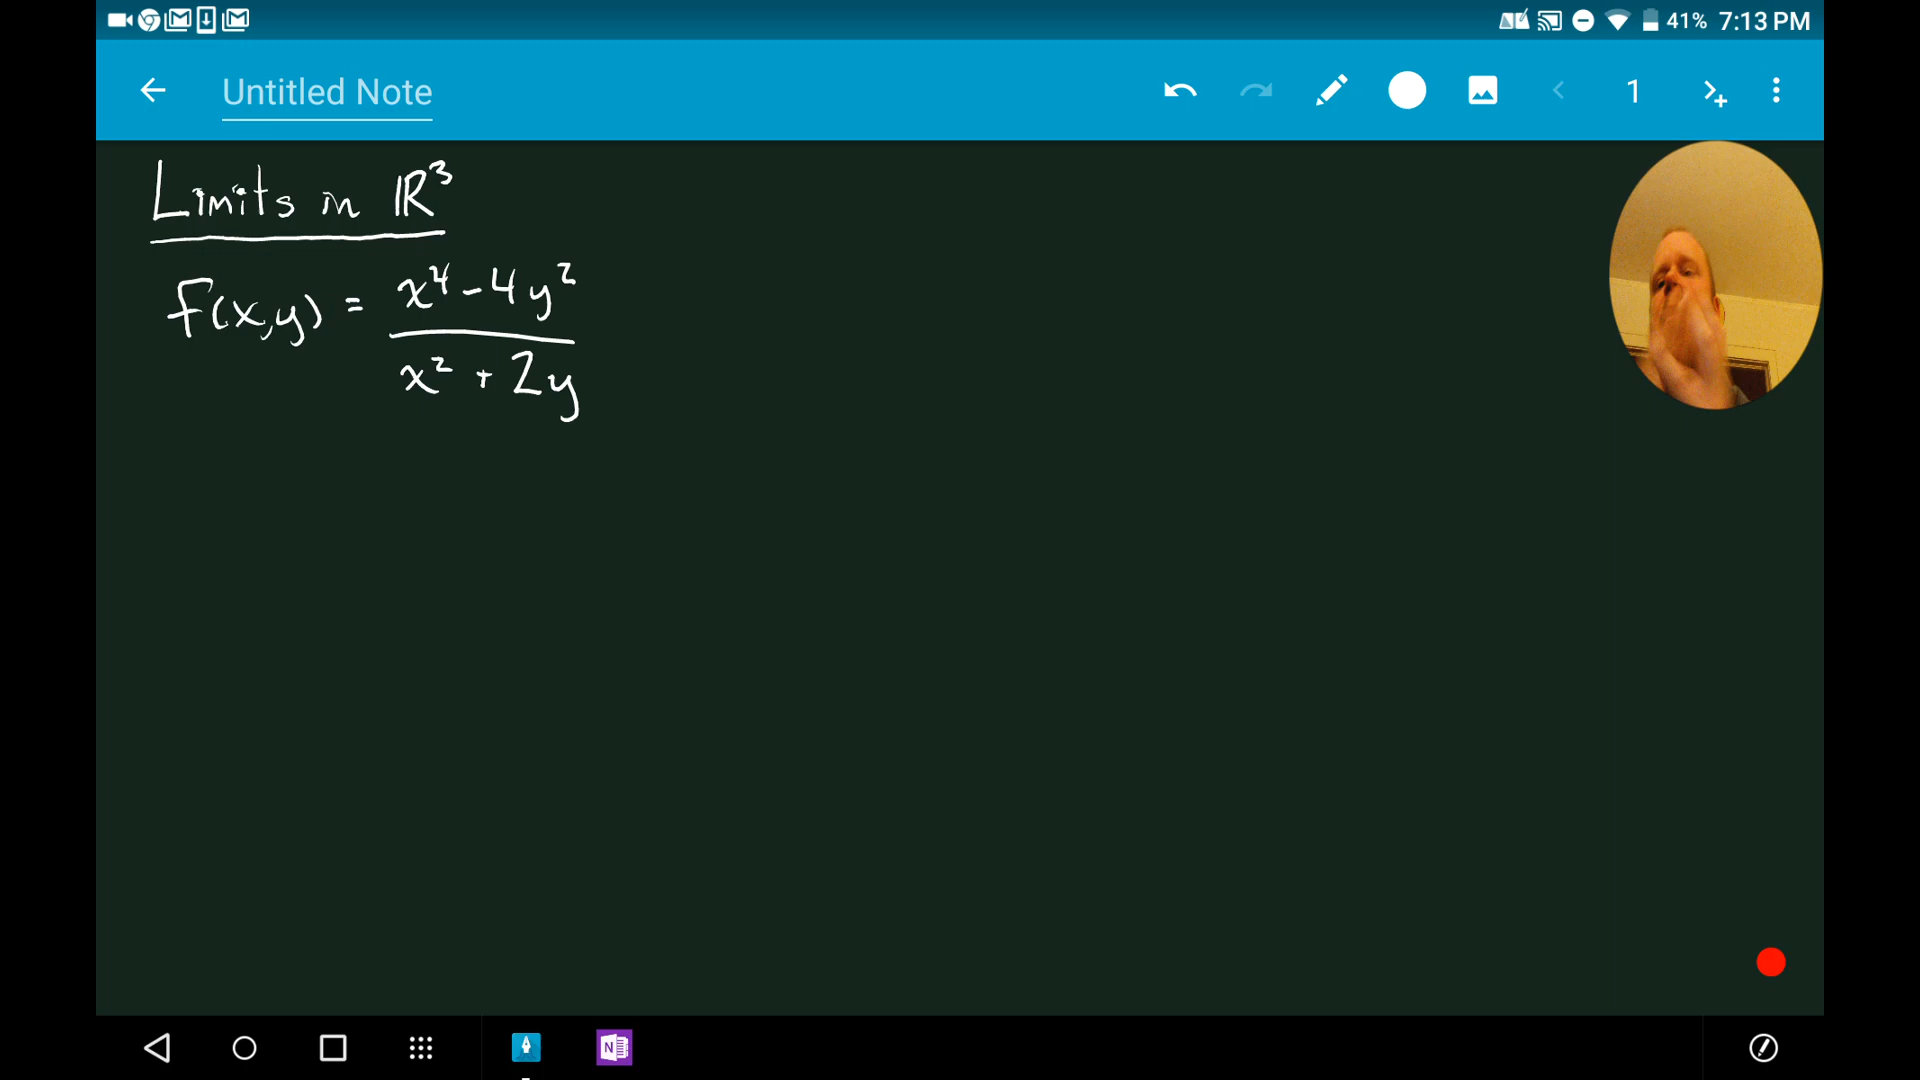 41% 7:13 PM
Untitled Note 1
Limits in ℝ³
f(x,y) = x⁴ - 4y² / x² + 2y
N